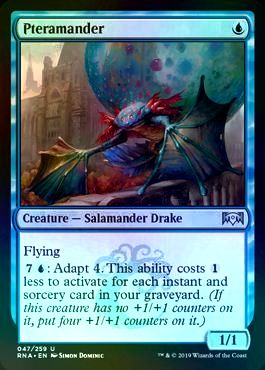 Pteramander
Creature — Salamander Drake
Flying
7 : Adapt 4. This ability costs 1
less to activate for each instant and
sorcery card in your graveyard. (If
this creature has no +1/+1 counters on
it, put four +1/+1 counters on it.)
1/1
047/259 U
RNA • EN SIMON DOMINIC
™ & © 2019 Wizards of the Coast